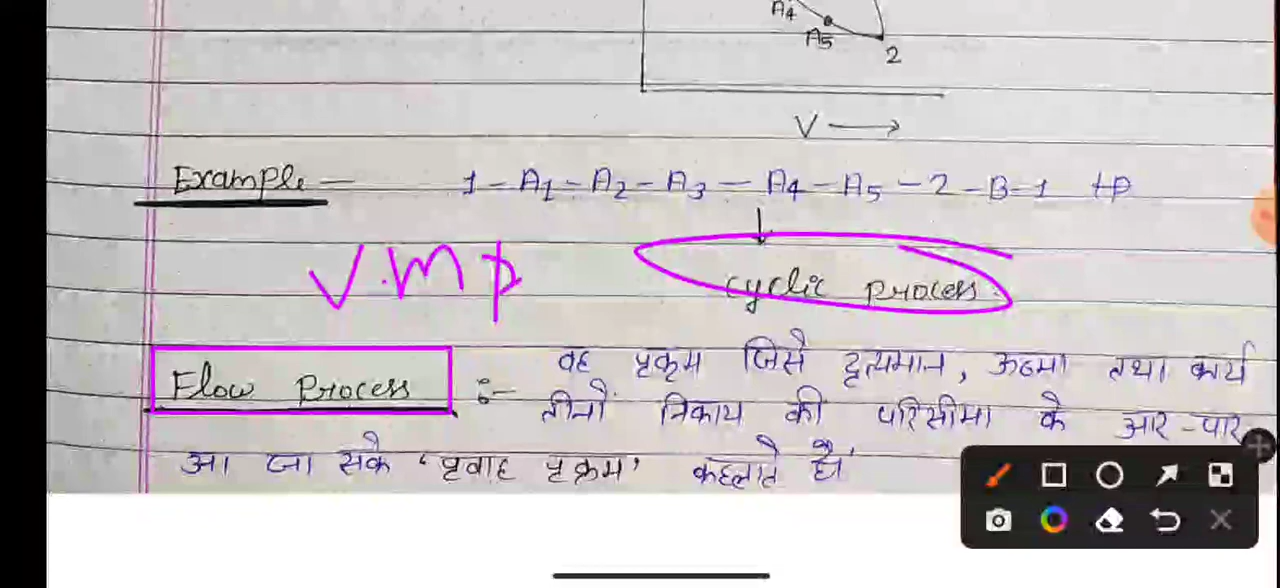 A4
A5
2
V →
Example - 1 - A1 - A2 - A3 - A4 - A5 - 2 - B - 1
↓
V.M p
cyclic process.
Flow Process :- वह प्रक्रम जिसे द्रव्यमान, ऊष्मा तथा कार्य
तीनों निकाय की परिसीमा के आर-पार
आ जा सके 'प्रवाह प्रक्रम' कहलाते है।